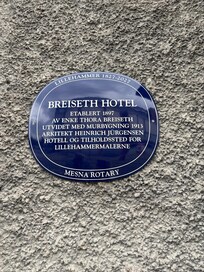 LILLEHAMMER 1827-2027
BREISETH HOTEL
ETABLERT 1897
AV ENKE THORA BREISETH
UTVIDET MED MURBYGNING 1913
ARKITEKT HEINRICH JÜRGENSEN
HOTELL OG TILHOLDSSTED FOR
LILLEHAMMERMALERNE
MESNA ROTARY